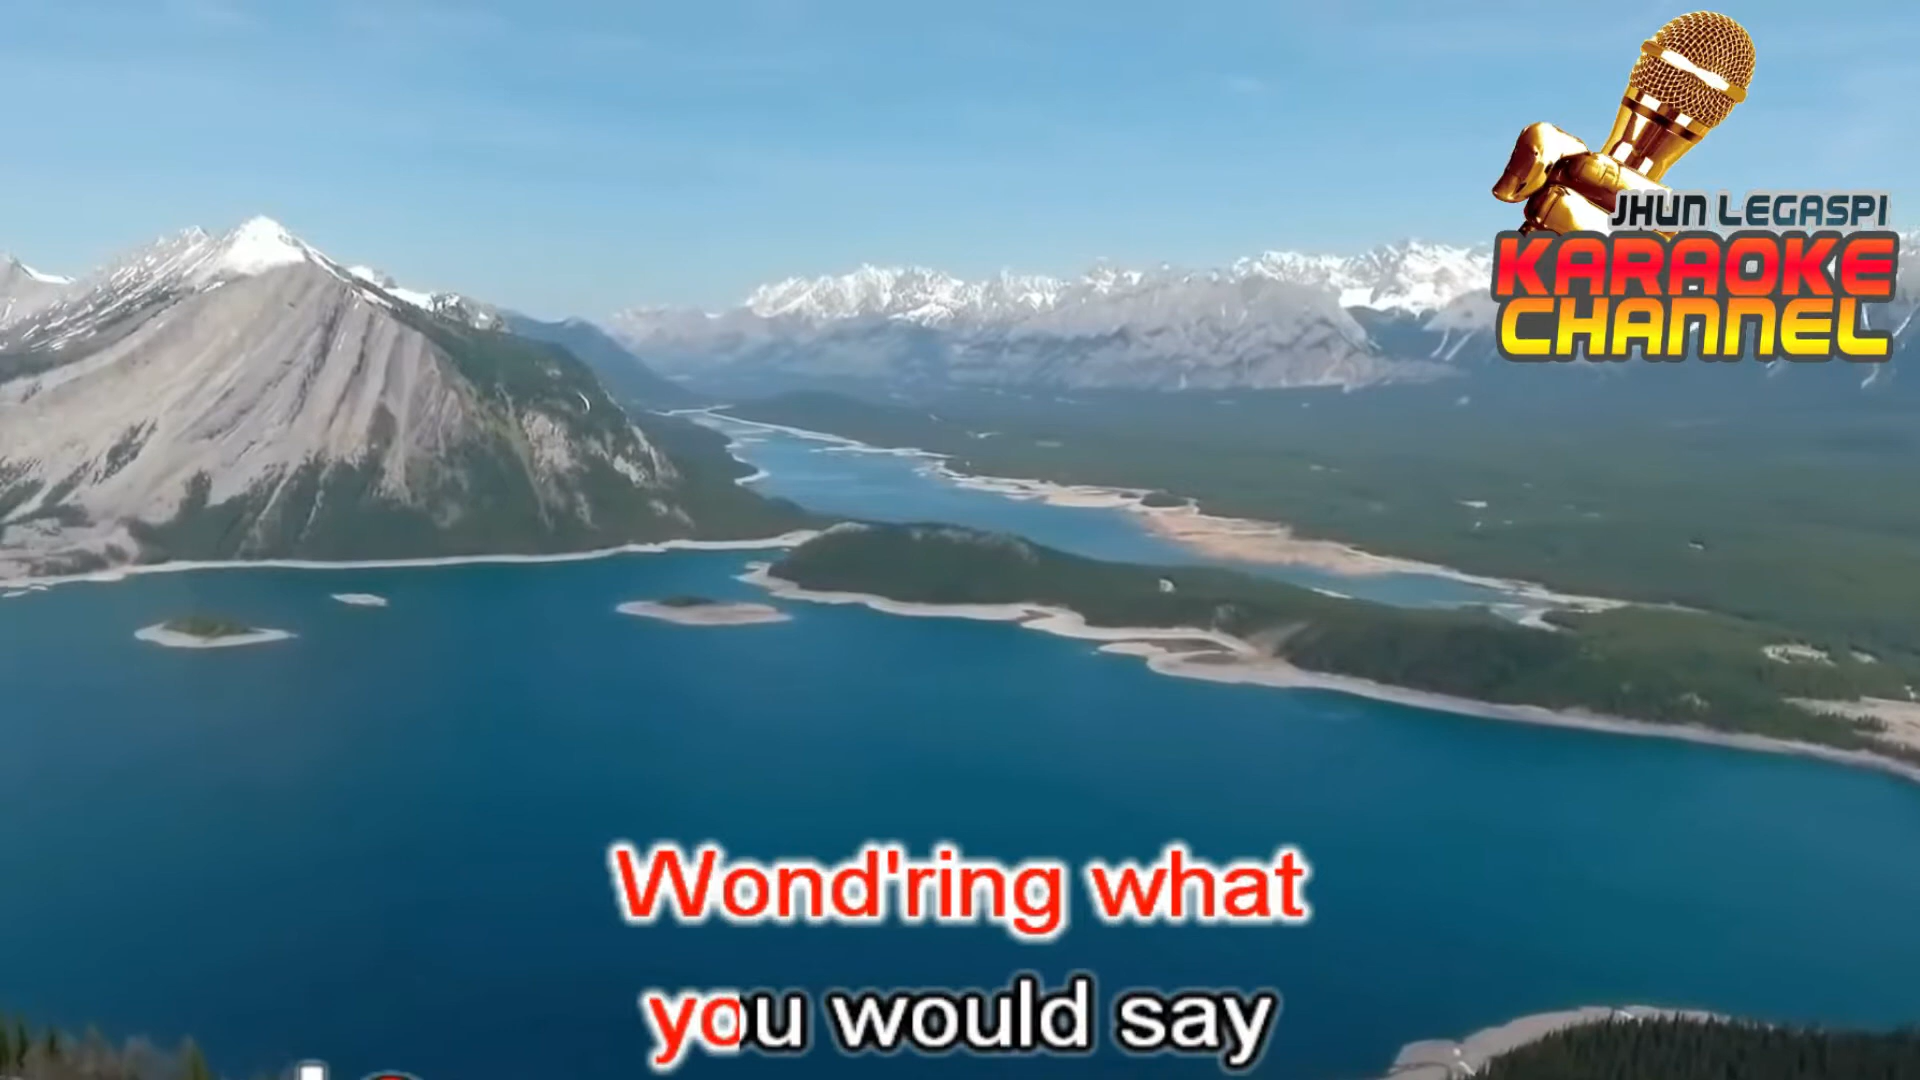 JHUN LEGASPI
KARAOKE
CHANNEL
Wond'ring what
you would say